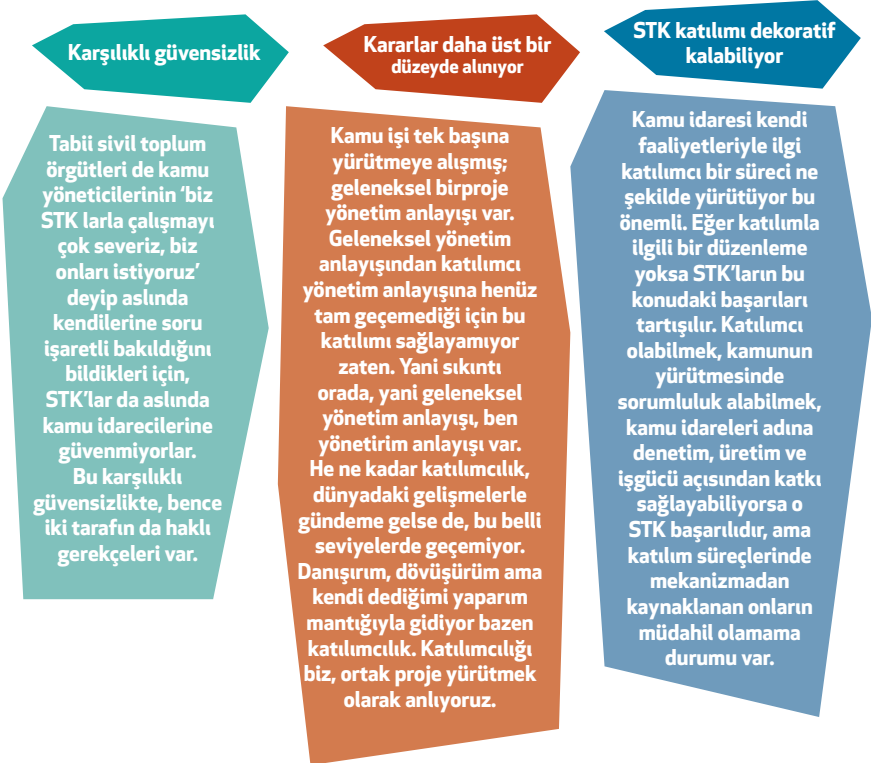 Karşılıklı güvensizlik
Tabii sivil toplum
örgütleri de kamu
yöneticilerinin ‘biz
STK larla çalışmayı
çok severiz, biz
onları istiyoruz’
deyip aslında
kendilerine soru
işaretli bakıldığını
bildikleri için,
STK’lar da aslında
kamu idarecilerine
güvenmiyorlar.
Bu karşılıklı
güvensizlikte, bence
iki tarafın da haklı
gerekçeleri var.
Kararlar daha üst bir
düzeyde alınıyor
Kamu işi tek başına
yürütmeye alışmış;
geleneksel birproje
yönetim anlayışı var.
Geleneksel yönetim
anlayışından katılımcı
yönetim anlayışına henüz
tam geçemediği için bu
katılımı sağlayamıyor
zaten. Yani sıkıntı
orada, yani geleneksel
yönetim anlayışı, ben
yönetirim anlayışı var.
He ne kadar katılımcılık,
dünyadaki gelişmelerle
gündeme gelse de, bu belli
seviyelerde geçemiyor.
Danışırım, dövüşürüm ama
kendi dediğimi yaparım
mantığıyla gidiyor bazen
katılımcılık. Katılımcılığı
biz, ortak proje yürütmek
olarak anlıyoruz.
STK katılımı dekoratif
kalabiliyor
Kamu idaresi kendi
faaliyetleriyle ilgi
katılımcı bir süreci ne
şekilde yürütüyor bu
önemli. Eğer katılımla
ilgili bir düzenleme
yoksa STK’ların bu
konudaki başarıları
tartışılır. Katılımcı
olabilmek, kamunun
yürütmesinde
sorumluluk alabilmek,
kamu idareleri adına
denetim, üretim ve
işgücü açısından katkı
sağlayabiliyorsa o
STK başarılıdır, ama
katılım süreçlerinde
mekanizmadan
kaynaklanan onların
müdahil olamama
durumu var.